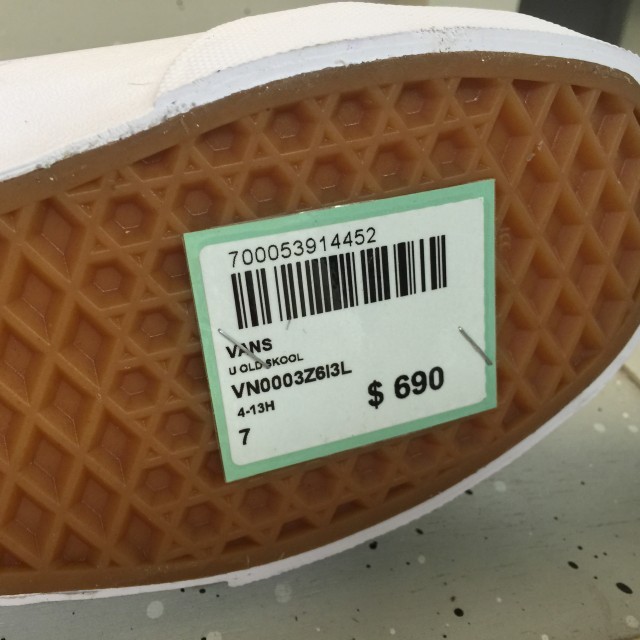 700053914452
VANS
U OLD SKOOL
VN0003Z6I3L
4-13H
$ 690
7